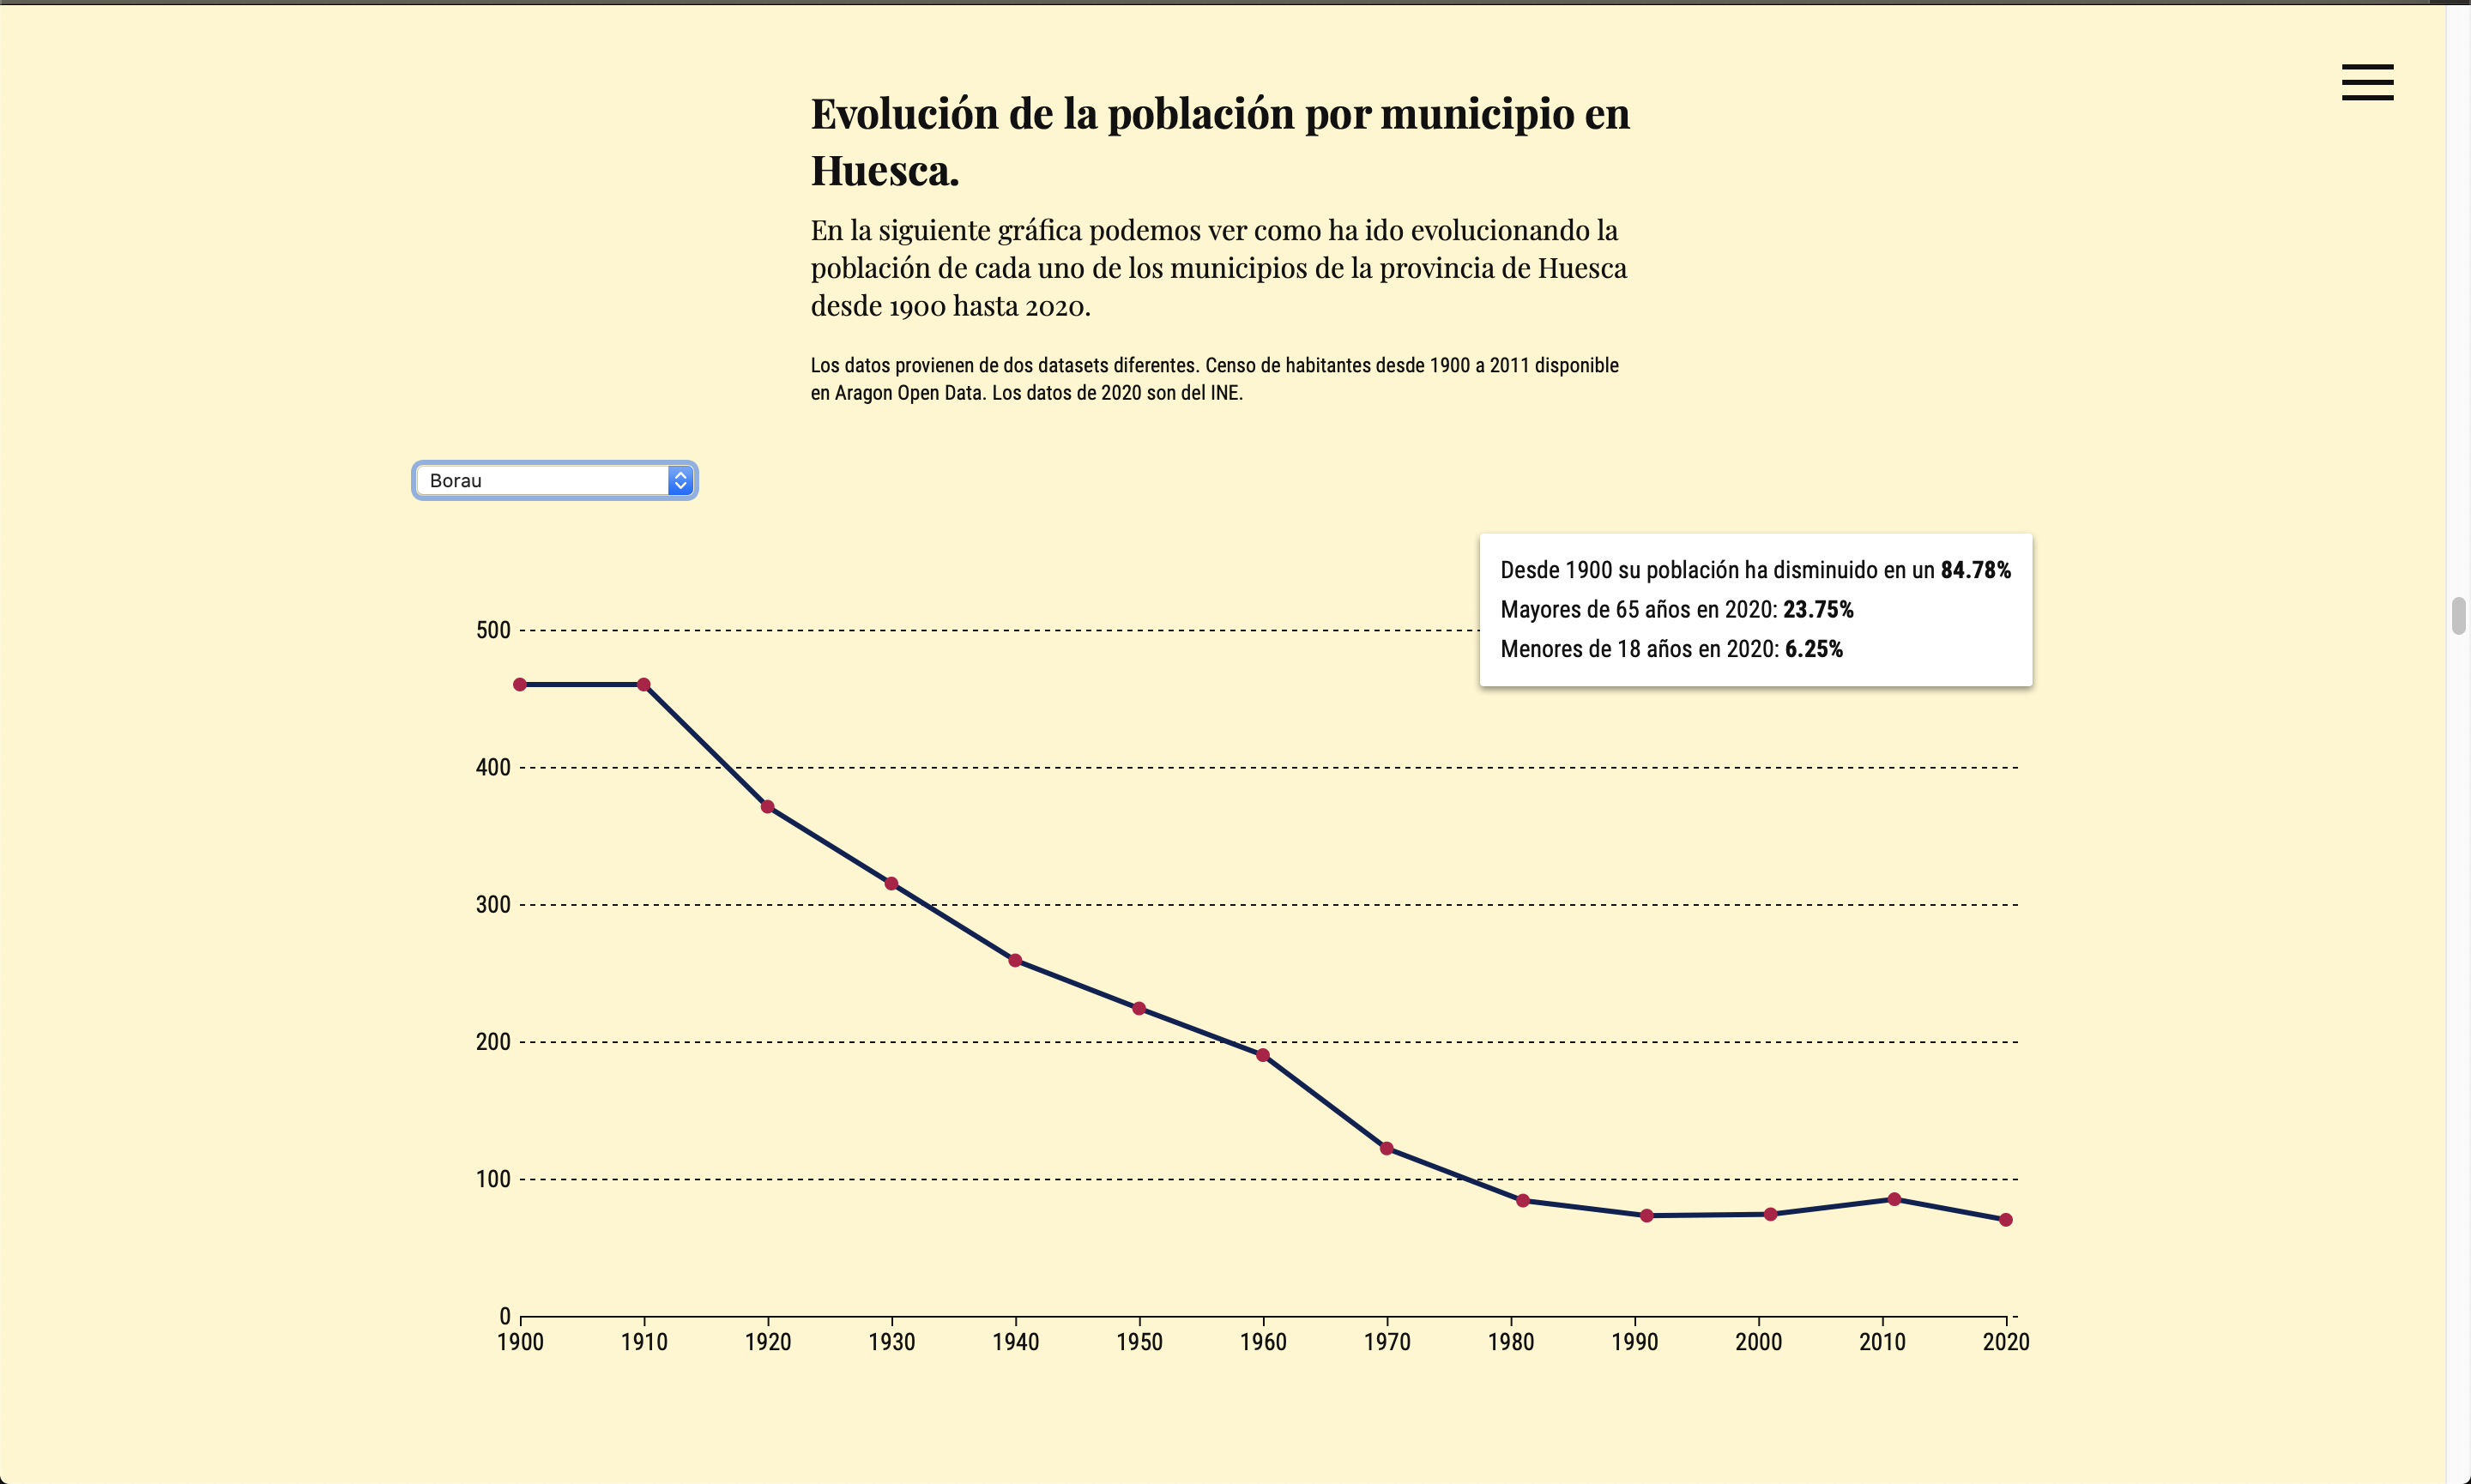 Evolución de la población por municipio en
Huesca.
En la siguiente gráfica podemos ver como ha ido evolucionando la
población de cada uno de los municipios de la provincia de Huesca
desde 1900 hasta 2020.
Los datos provienen de dos datasets diferentes. Censo de habitantes desde 1900 a 2011 disponible
en Aragon Open Data. Los datos de 2020 son del INE.
Borau
Desde 1900 su población ha disminuido en un 84.78%
Mayores de 65 años en 2020: 23.75%
Menores de 18 años en 2020: 6.25%
500
400
300
200
100
0
1900 1910 1920 1930 1940 1950 1960 1970 1980 1990 2000 2010 2020